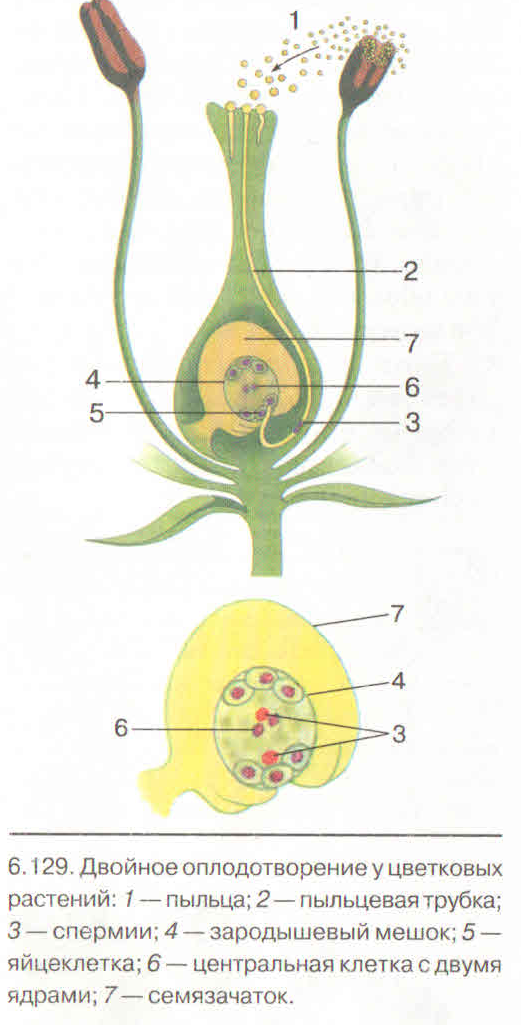 1
2
7
4
6
5
3
7
4
6
3
6.129. Двойное оплодотворение у цветковых
растений: 1 — пыльца; 2 — пыльцевая трубка;
3 — спермии; 4 — зародышевый мешок; 5 —
яйцеклетка; 6 — центральная клетка с двумя
ядрами; 7 — семязачаток.